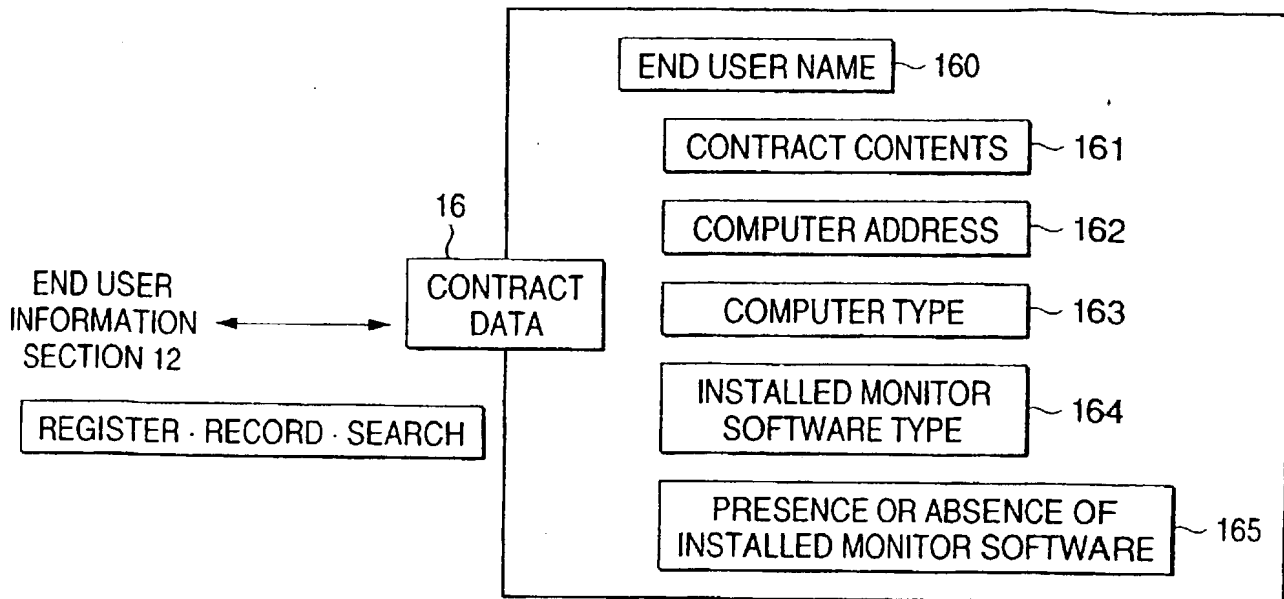 END USER NAME 160
CONTRACT CONTENTS 161
COMPUTER ADDRESS 162
COMPUTER TYPE 163
INSTALLED MONITOR
SOFTWARE TYPE
164
PRESENCE OR ABSENCE OF
INSTALLED MONITOR SOFTWARE
165
16
CONTRACT
DATA
END USER
INFORMATION
SECTION 12
REGISTER · RECORD · SEARCH